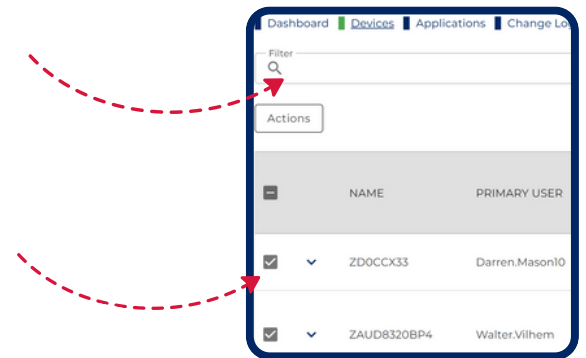 Dashboard Devices Applications Change Lo
Filter
Actions
NAME PRIMARY USER
ZD0CCX33 Darren.Mason10
ZAUD8320BP4 Walter.Vilhem